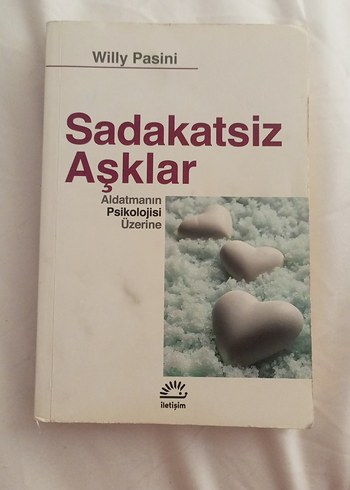 Willy Pasini
Sadakatsiz
Aşklar
Aldatmanın
Psikolojisi
Üzerine
iletişim